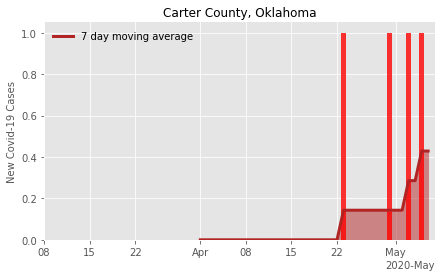 Carter County, Oklahoma
7 day moving average
New Covid-19 Cases
1.0
0.8
0.6
0.4
0.2
0.0
08 15 22 Apr 08 15 22 May
2020-May